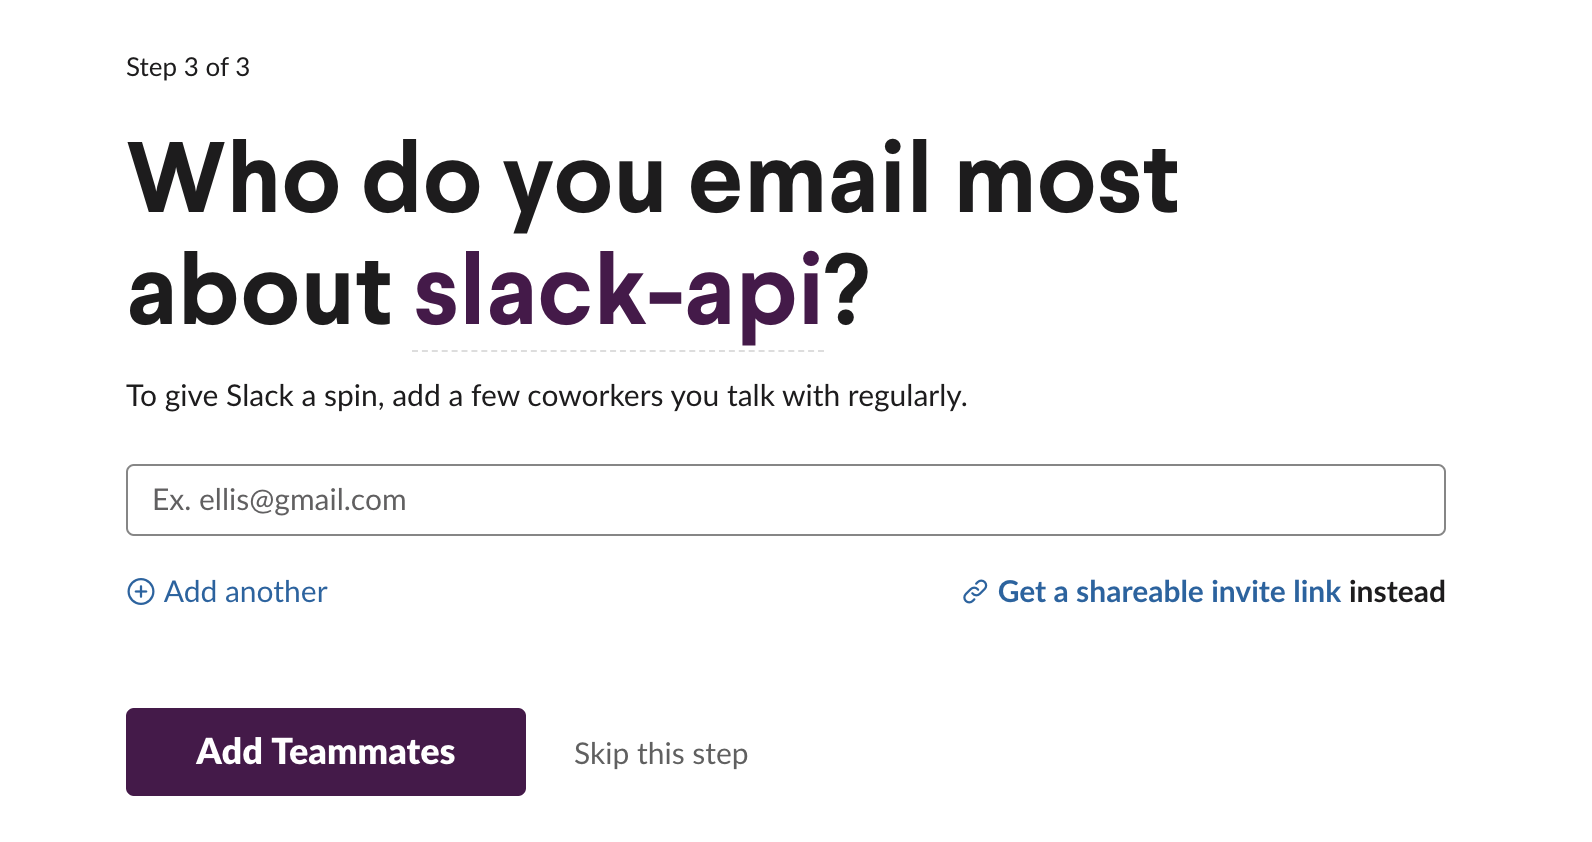 Step 3 of 3
Who do you email most
about slack-api?
To give Slack a spin, add a few coworkers you talk with regularly.
Ex. ellis@gmail.com
Add another
Get a shareable invite link instead
Add Teammates
Skip this step